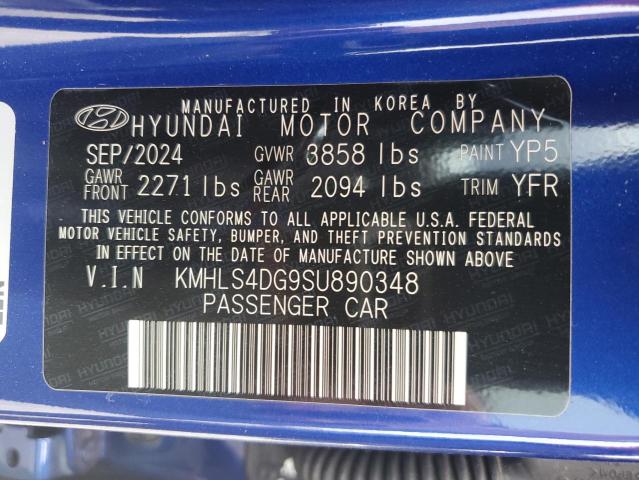 MANUFACTURED IN KOREA BY
HYUNDAI MOTOR COMPANY
SEP/2024 GVWR 3858 lbs PAINT YP5
GAWR FRONT 2271 lbs GAWR REAR 2094 lbs TRIM YFR
THIS VEHICLE CONFORMS TO ALL APPLICABLE U.S.A. FEDERAL
MOTOR VEHICLE SAFETY, BUMPER, AND THEFT PREVENTION STANDARDS
IN EFFECT ON THE DATE OF MANUFACTURE SHOWN ABOVE.
V.I.N KMHLS4DG9SU890348
PASSENGER CAR